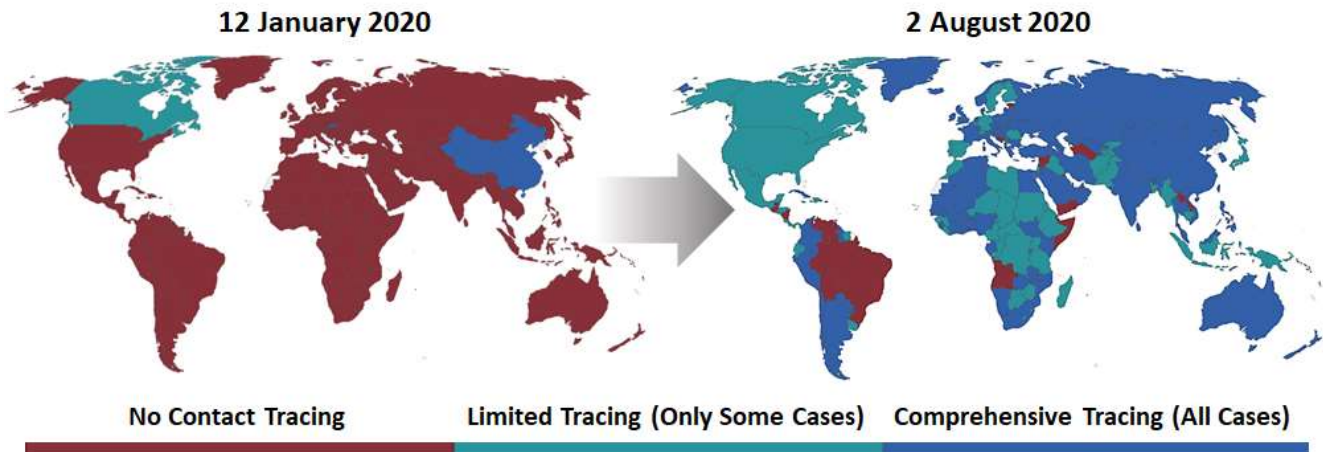 12 January 2020
2 August 2020
No Contact Tracing
Limited Tracing (Only Some Cases)
Comprehensive Tracing (All Cases)